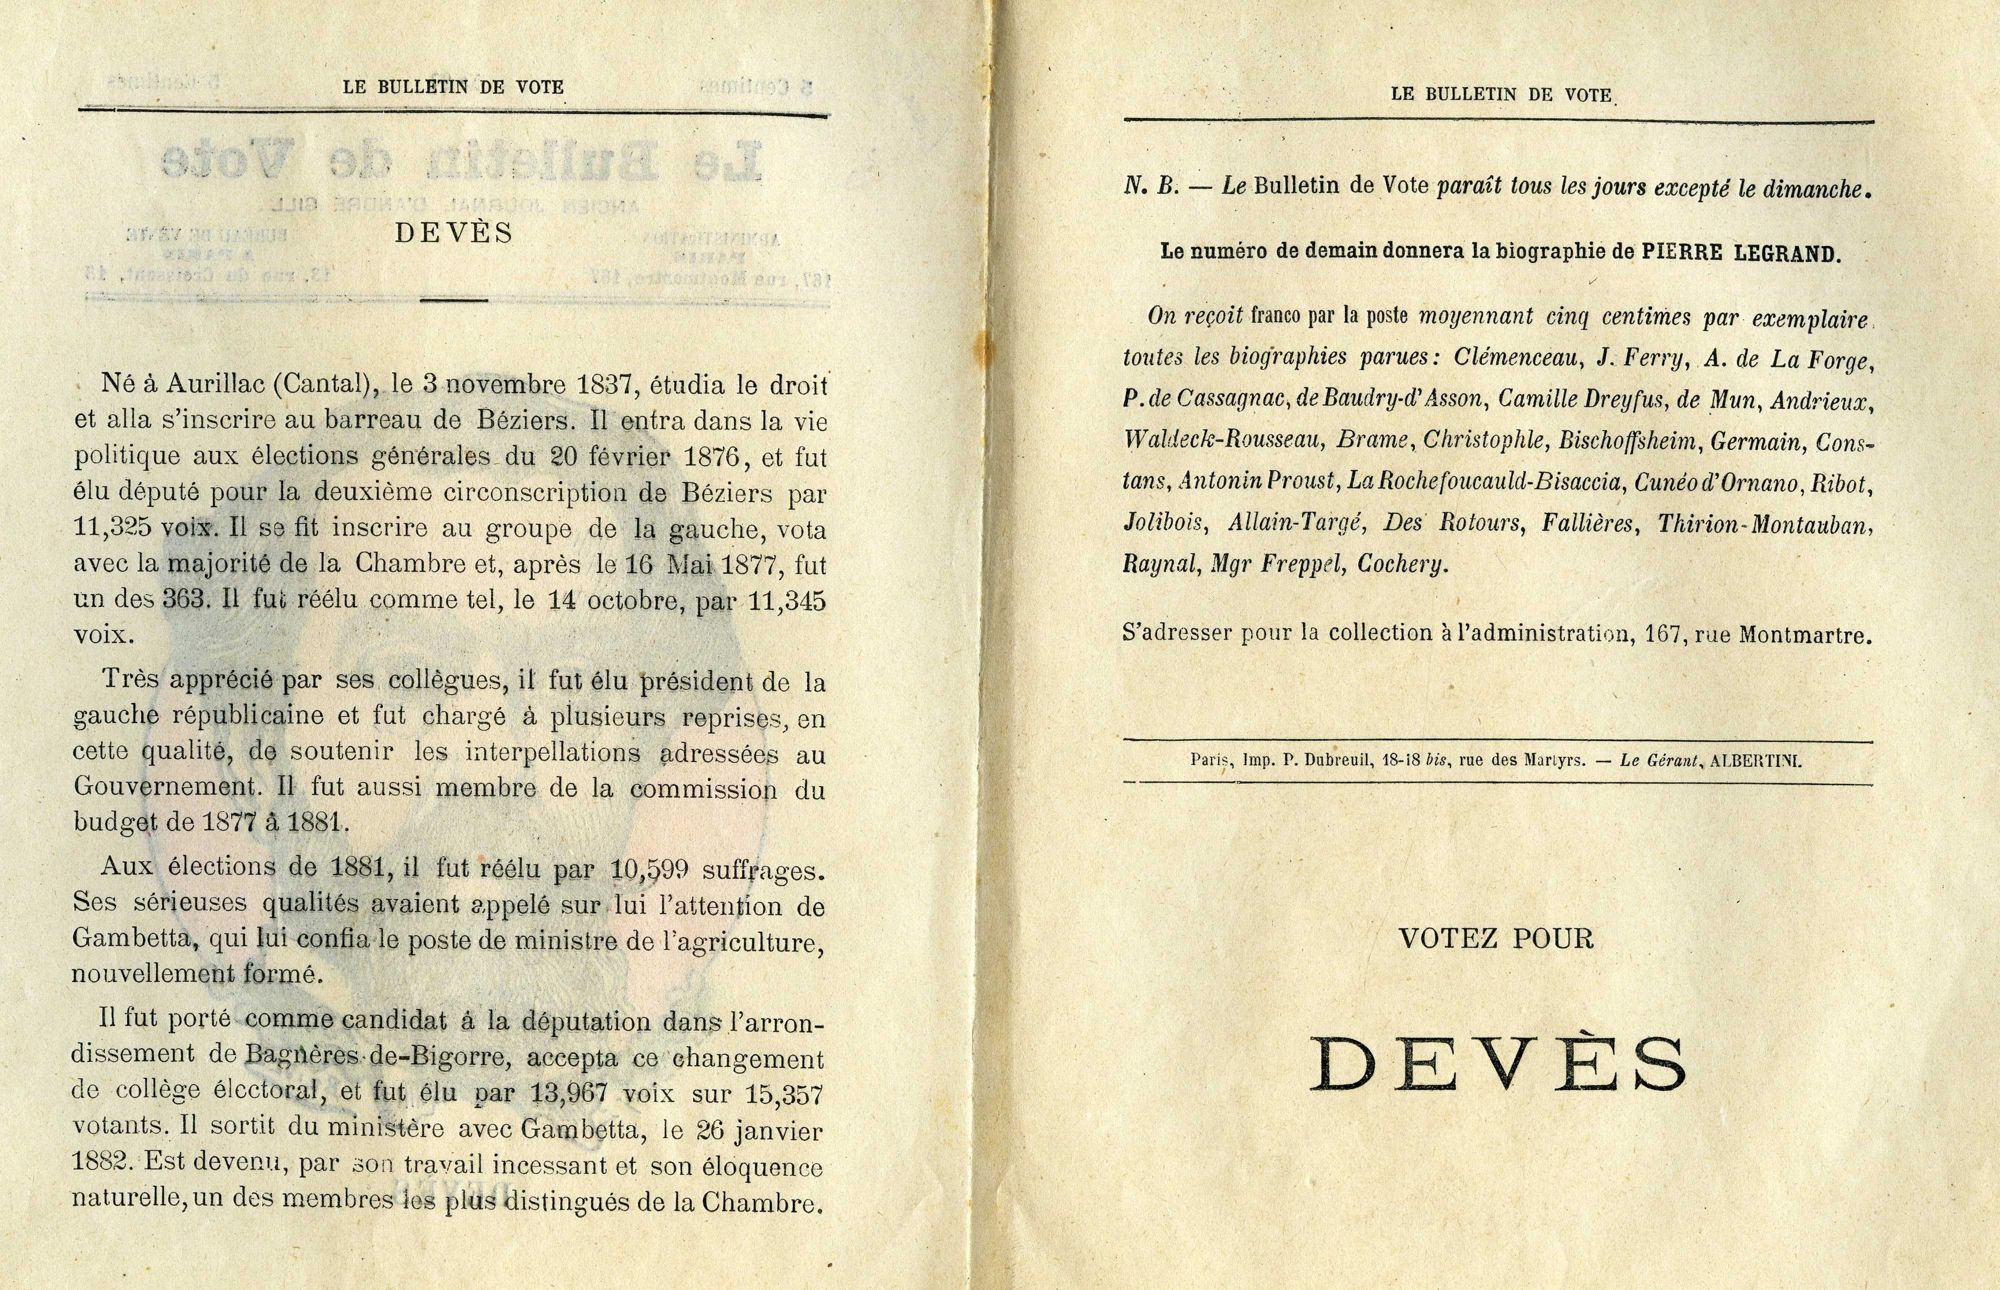 LE BULLETIN DE VOTE
DEVÈS
Né à Aurillac (Cantal), le 3 novembre 1837, étudia le droit
et alla s'inscrire au barreau de Béziers. Il entra dans la vie
politique aux élections générales du 20 février 1876, et fut
élu député pour la deuxième circonscription de Béziers par
11,325 voix. Il se fit inscrire au groupe de la gauche, vota
avec la majorité de la Chambre et, après le 16 Mai 1877, fut
un des 363. Il fut réélu comme tel, le 14 octobre, par 11,345
voix.
Très apprécié par ses collègues, il fut élu président de la
gauche républicaine et fut chargé à plusieurs reprises, en
cette qualité, de soutenir les interpellations adressées au
Gouvernement. Il fut aussi membre de la commission du
budget de 1877 à 1881.
Aux élections de 1881, il fut réélu par 10,599 suffrages.
Ses sérieuses qualités avaient appelé sur lui l'attention de
Gambetta, qui lui confia le poste de ministre de l'agriculture,
nouvellement formé.
Il fut porté comme candidat à la députation dans l'arron-
dissement de Bagnères-de-Bigorre, accepta ce changement
de collège électoral, et fut élu par 13,967 voix sur 15,357
votants. Il sortit du ministère avec Gambetta, le 26 janvier
1882. Est devenu, par son travail incessant et son éloquence
naturelle, un des membres les plus distingués de la Chambre.
LE BULLETIN DE VOTE
N. B. — Le Bulletin de Vote paraît tous les jours excepté le dimanche.
Le numéro de demain donnera la biographie de PIERRE LEGRAND.
On reçoit franco par la poste moyennant cinq centimes par exemplaire
toutes les biographies parues : Clémenceau, J. Ferry, A. de La Forge,
P. de Cassagnac, de Baudry-d'Asson, Camille Dreyfus, de Mun, Andrieux,
Waldeck-Rousseau, Brame, Christophle, Bischoffsheim, Germain, Cons-
tans, Antonin Proust, La Rochefoucauld-Bisaccia, Cunéo d'Ornano, Ribot,
Jolibois, Allain-Targé, Des Rotours, Fallières, Thirion-Montauban,
Raynal, Mgr Freppel, Cochery.
S'adresser pour la collection à l'administration, 167, rue Montmartre.
Paris, Imp. P. Dubreuil, 18-18 bis, rue des Martyrs. — Le Gérant, ALBERTINI.
VOTEZ POUR
DEVÈS